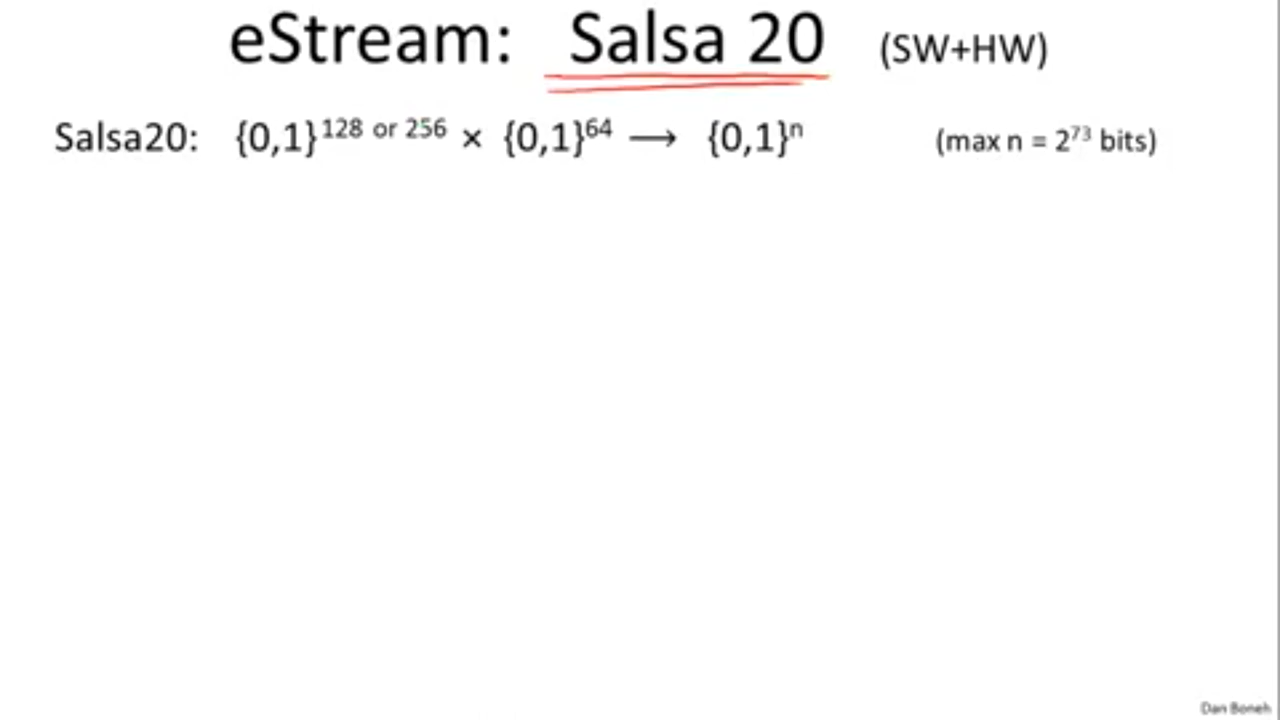 eStream: Salsa 20 (SW+HW)
Salsa20: {0,1}^128 or 256 × {0,1}^64 ⟶ {0,1}^n (max n = 2^73 bits)
Dan Boneh